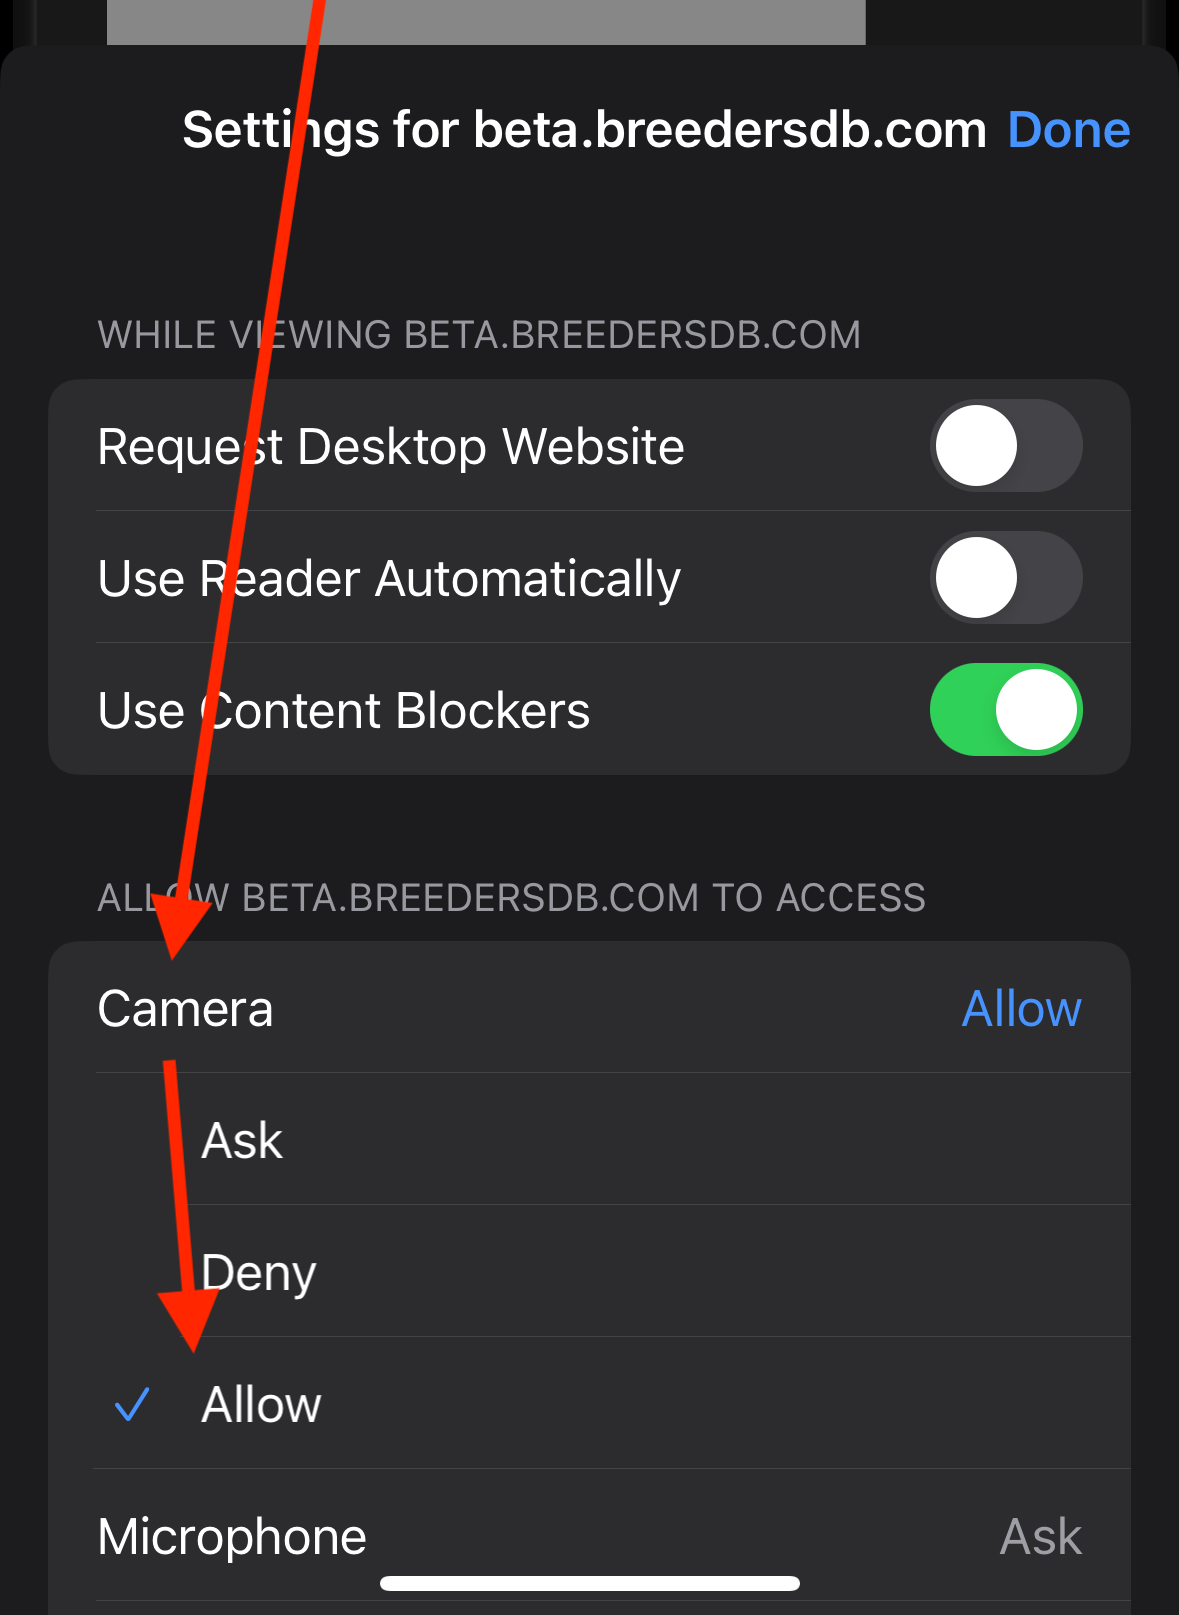 Settings for beta.breedersdb.com Done
WHILE VIEWING BETA.BREEDERSDB.COM
Request Desktop Website
Use Reader Automatically
Use Content Blockers
ALLOW BETA.BREEDERSDB.COM TO ACCESS
Camera Allow
Ask
Deny
Allow
Microphone Ask